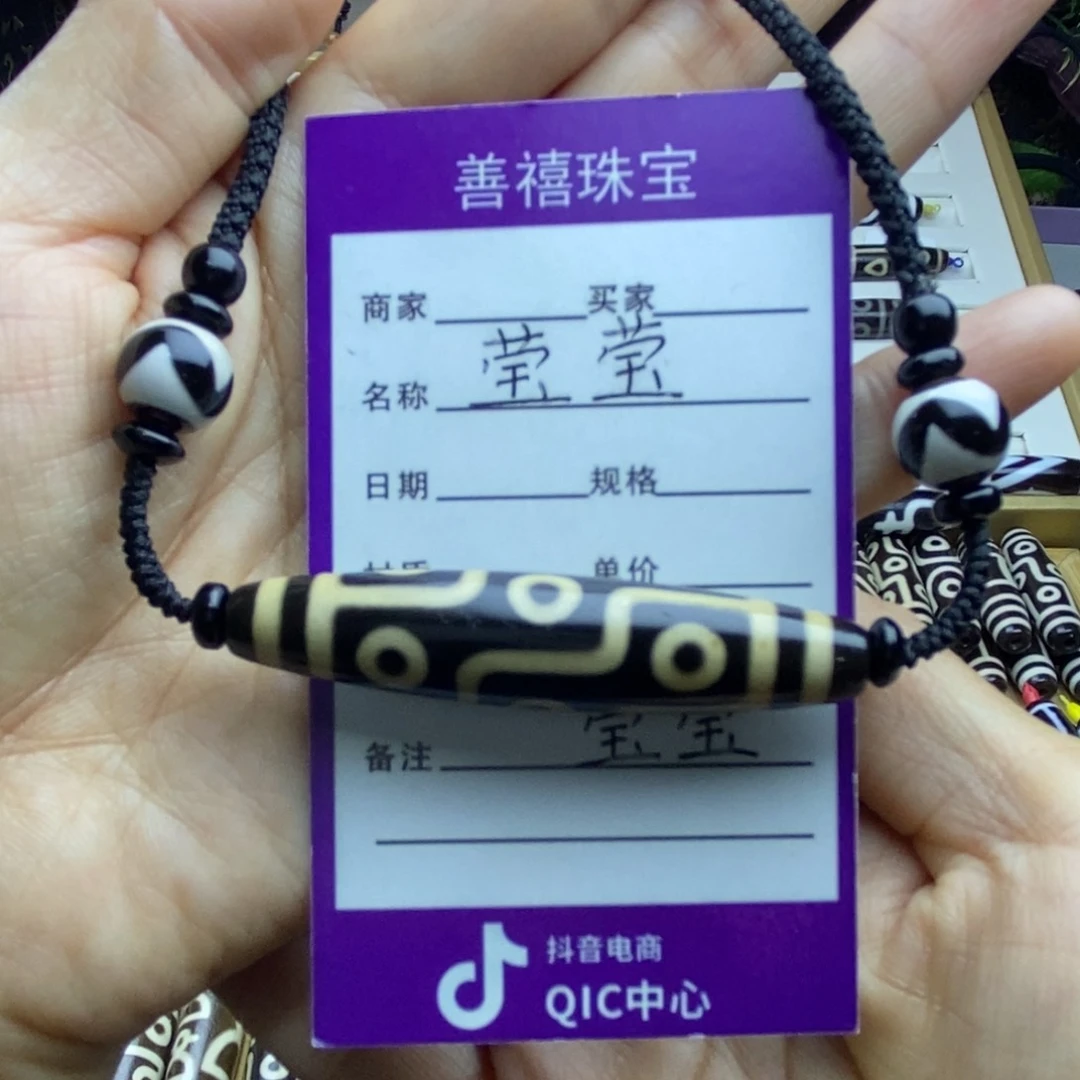 善禧珠宝
商家 买家
名称 莹莹
日期 规格
单价
宝宝
备注
抖音电商
QIC中心